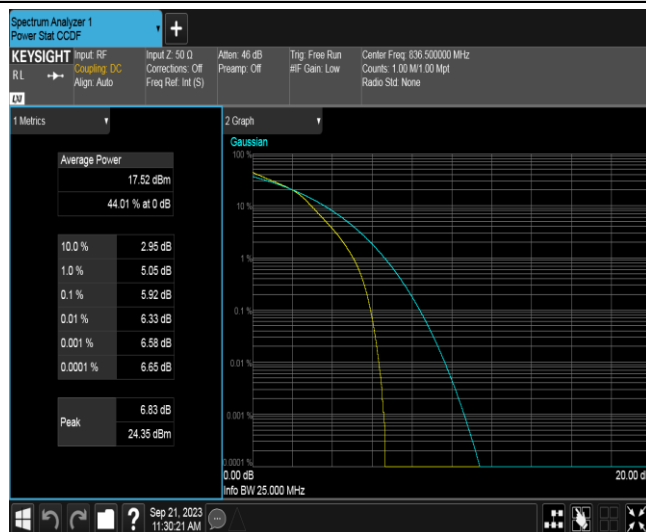 Spectrum Analyzer 1
Power Stat CCDF
KEYSIGHT
RL
LXI
Input: RF
Coupling: DC
Align: Auto
Input Z: 50 Ω
Corrections: Off
Freq Ref: Int (S)
Atten: 46 dB
Preamp: Off
Trig: Free Run
#IF Gain: Low
Center Freq: 836.500000 MHz
Counts: 1.00 M/1.00 Mpt
Radio Std: None
1 Metrics
Average Power
17.52 dBm
44.01 % at 0 dB
10.0 % 2.95 dB
1.0 % 5.05 dB
0.1 % 5.92 dB
0.01 % 6.33 dB
0.001 % 6.58 dB
0.0001 % 6.65 dB
Peak
6.83 dB
24.35 dBm
2 Graph
Gaussian
100 %
10 %
1 %
0.1 %
0.01 %
0.001 %
0.0001 %
0.00 dB
20.00 d
Info BW 25.000 MHz
Sep 21, 2023
11:30:21 AM